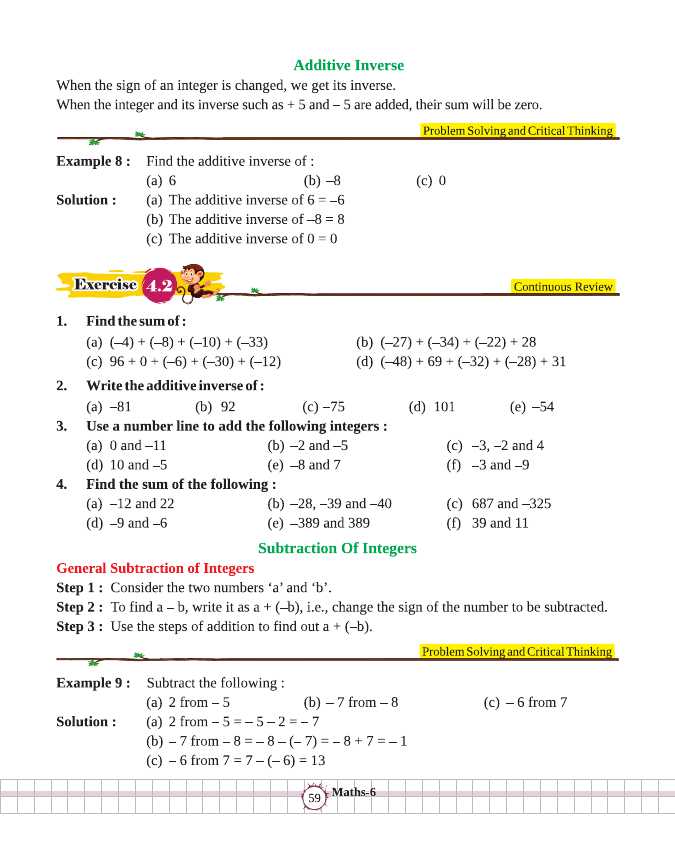 Additive Inverse
When the sign of an integer is changed, we get its inverse.
When the integer and its inverse such as + 5 and – 5 are added, their sum will be zero.
Problem Solving and Critical Thinking
Example 8 : Find the additive inverse of :
(a) 6 (b) –8 (c) 0
Solution : (a) The additive inverse of 6 = –6
(b) The additive inverse of –8 = 8
(c) The additive inverse of 0 = 0
Exercise 4.2
Continuous Review
1. Find the sum of :
(a) (–4) + (–8) + (–10) + (–33) (b) (–27) + (–34) + (–22) + 28
(c) 96 + 0 + (–6) + (–30) + (–12) (d) (–48) + 69 + (–32) + (–28) + 31
2. Write the additive inverse of :
(a) –81 (b) 92 (c) –75 (d) 101 (e) –54
3. Use a number line to add the following integers :
(a) 0 and –11 (b) –2 and –5 (c) –3, –2 and 4
(d) 10 and –5 (e) –8 and 7 (f) –3 and –9
4. Find the sum of the following :
(a) –12 and 22 (b) –28, –39 and –40 (c) 687 and –325
(d) –9 and –6 (e) –389 and 389 (f) 39 and 11
Subtraction Of Integers
General Subtraction of Integers
Step 1 : Consider the two numbers ‘a’ and ‘b’.
Step 2 : To find a – b, write it as a + (–b), i.e., change the sign of the number to be subtracted.
Step 3 : Use the steps of addition to find out a + (–b).
Problem Solving and Critical Thinking
Example 9 : Subtract the following :
(a) 2 from – 5 (b) – 7 from – 8 (c) – 6 from 7
Solution : (a) 2 from – 5 = – 5 – 2 = – 7
(b) – 7 from – 8 = – 8 – (– 7) = – 8 + 7 = – 1
(c) – 6 from 7 = 7 – (– 6) = 13
59 Maths-6